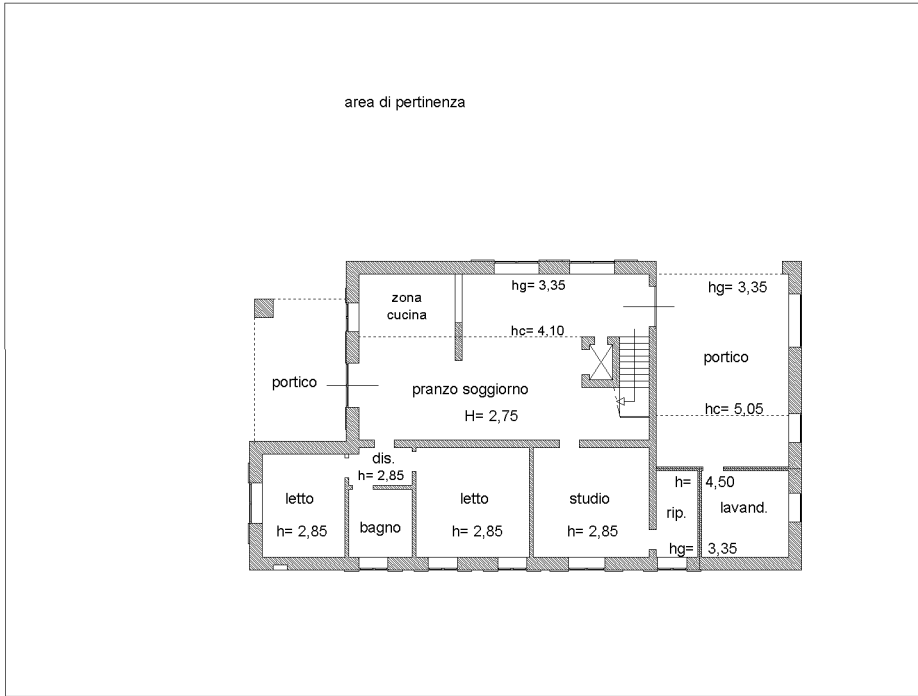 area di pertinenza
hg= 3,35
hg= 3,35
zona
cucina
hc= 4,10
portico
portico
pranzo soggiorno
hc= 5,05
H= 2,75
dis.
h= 2,85
h= 4,50
letto
letto
studio
rip.
lavand.
h= 2,85
bagno
h= 2,85
h= 2,85
hg= 3,35